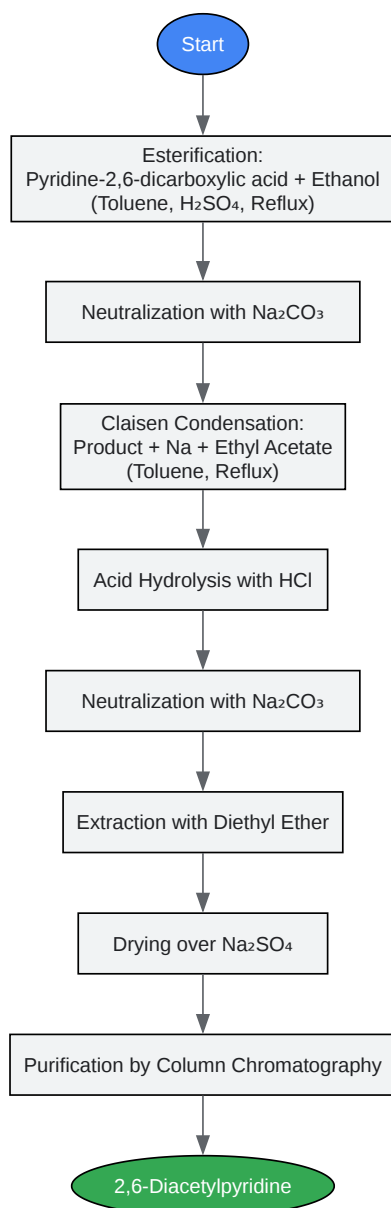 Start
Esterification:
Pyridine-2,6-dicarboxylic acid + Ethanol
(Toluene, H₂SO₄, Reflux)
Neutralization with Na₂CO₃
Claisen Condensation:
Product + Na + Ethyl Acetate
(Toluene, Reflux)
Acid Hydrolysis with HCl
Neutralization with Na₂CO₃
Extraction with Diethyl Ether
Drying over Na₂SO₄
Purification by Column Chromatography
2,6-Diacetylpyridine